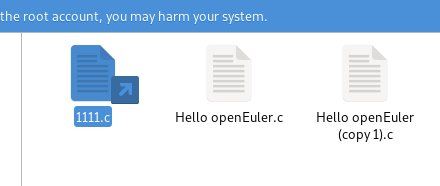 the root account, you may harm your system.
1111.c
Hello openEuler.c
Hello openEuler
(copy 1).c